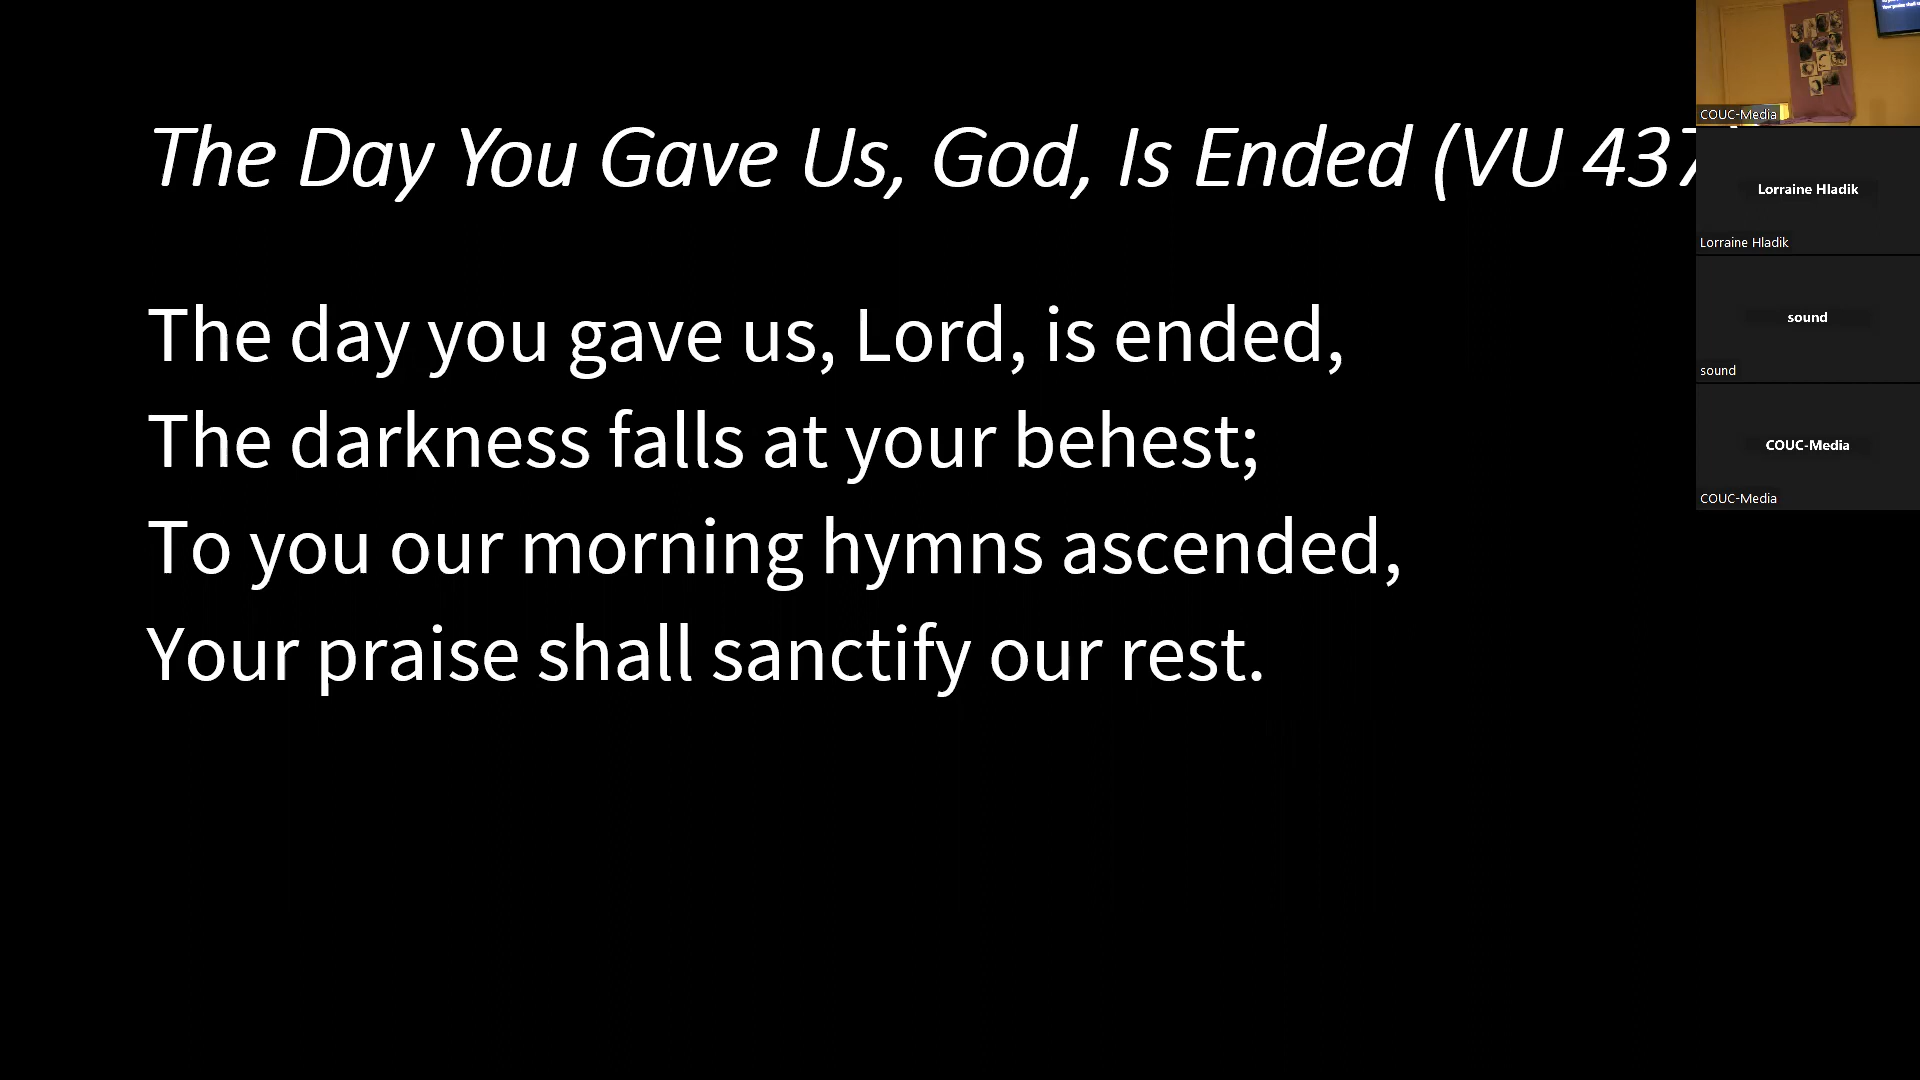 The Day You Gave Us, God, Is Ended (VU 437
The day you gave us, Lord, is ended,
The darkness falls at your behest;
To you our morning hymns ascended,
Your praise shall sanctify our rest.
COUC-Media
Lorraine Hladik
Lorraine Hladik
sound
sound
COUC-Media
COUC-Media